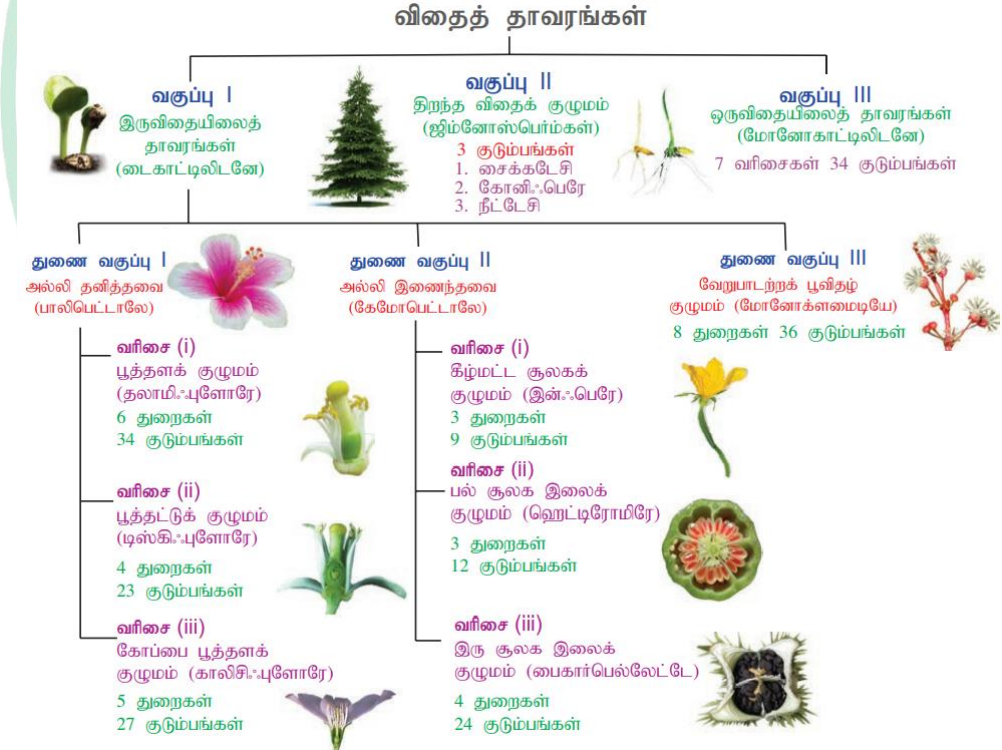 விதைத் தாவரங்கள்
வகுப்பு I
இருவிதையிலைத்
தாவரங்கள்
(டைகாட்டிலிடனே)
வகுப்பு II
திறந்த விதைக் குழுமம்
(ஜிம்னோஸ்பெர்ம்கள்)
3 குடும்பங்கள்
1. சைக்கடேசி
2. கோனிஃபெரே
3. நீட்டேசி
வகுப்பு III
ஒருவிதையிலைத் தாவரங்கள்
(மோனோகாட்டிலிடனே)
7 வரிசைகள் 34 குடும்பங்கள்
துணை வகுப்பு I
அல்லி தனித்தவை
(பாலிபெட்டாலே)
வரிசை (i)
பூத்தளக் குழுமம்
(தலாமிஃபுளோரே)
6 துறைகள்
34 குடும்பங்கள்
வரிசை (ii)
பூத்தட்டுக் குழுமம்
(டிஸ்கிஃபுளோரே)
4 துறைகள்
23 குடும்பங்கள்
வரிசை (iii)
கோப்பை பூத்தளக்
குழுமம் (காலிசிஃபுளோரே)
5 துறைகள்
27 குடும்பங்கள்
துணை வகுப்பு II
அல்லி இணைந்தவை
(கேமோபெட்டாலே)
வரிசை (i)
கீழ்மட்ட சூலகக்
குழுமம் (இன்ஃபெரே)
3 துறைகள்
9 குடும்பங்கள்
வரிசை (ii)
பல் சூலக இலைக்
குழுமம் (ஹெட்டிரோமிரே)
3 துறைகள்
12 குடும்பங்கள்
வரிசை (iii)
இரு சூலக இலைக்
குழுமம் (பைகார்பெல்லேட்டே)
4 துறைகள்
24 குடும்பங்கள்
துணை வகுப்பு III
வேறுபாடற்றக் பூவிதழ்
குழுமம் (மோனோக்ளமைடியே)
8 துறைகள் 36 குடும்பங்கள்